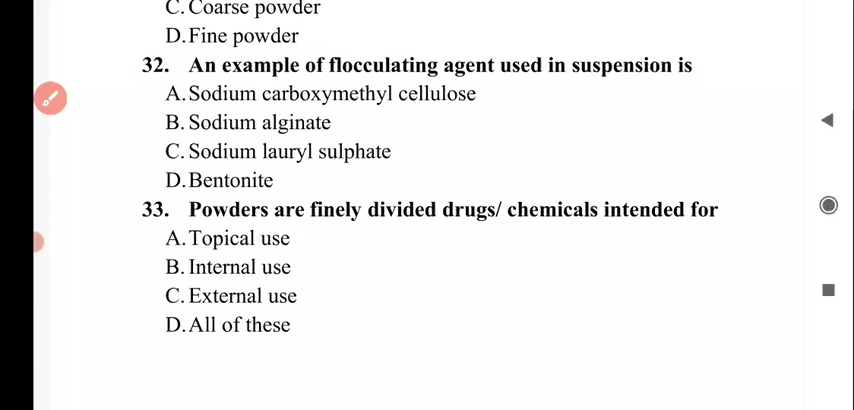 C. Coarse powder
D. Fine powder
32. An example of flocculating agent used in suspension is
A. Sodium carboxymethyl cellulose
B. Sodium alginate
C. Sodium lauryl sulphate
D. Bentonite
33. Powders are finely divided drugs/ chemicals intended for
A. Topical use
B. Internal use
C. External use
D. All of these